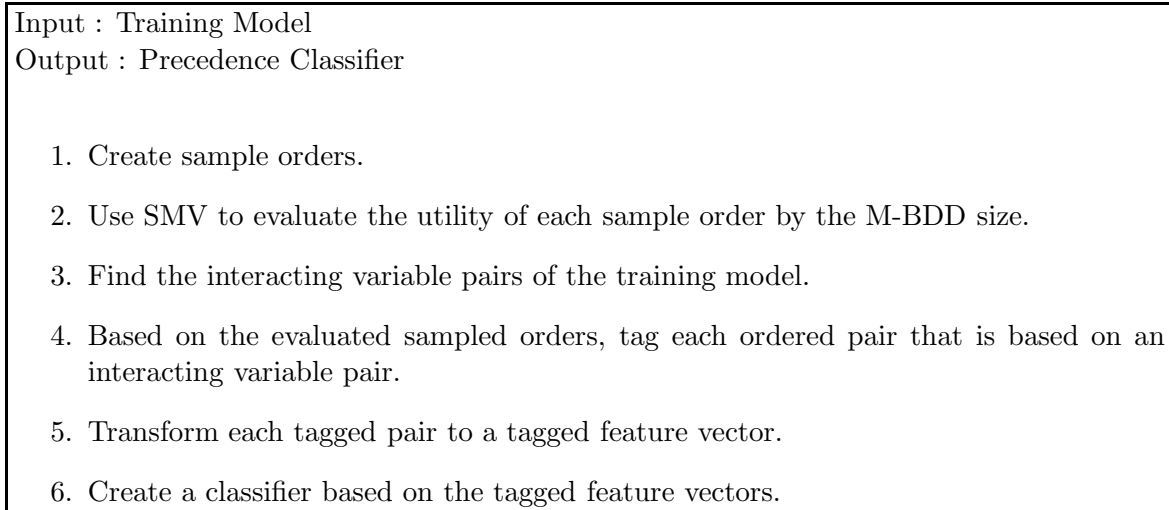 Input : Training Model
Output : Precedence Classifier
1. Create sample orders.
2. Use SMV to evaluate the utility of each sample order by the M-BDD size.
3. Find the interacting variable pairs of the training model.
4. Based on the evaluated sampled orders, tag each ordered pair that is based on an
interacting variable pair.
5. Transform each tagged pair to a tagged feature vector.
6. Create a classifier based on the tagged feature vectors.